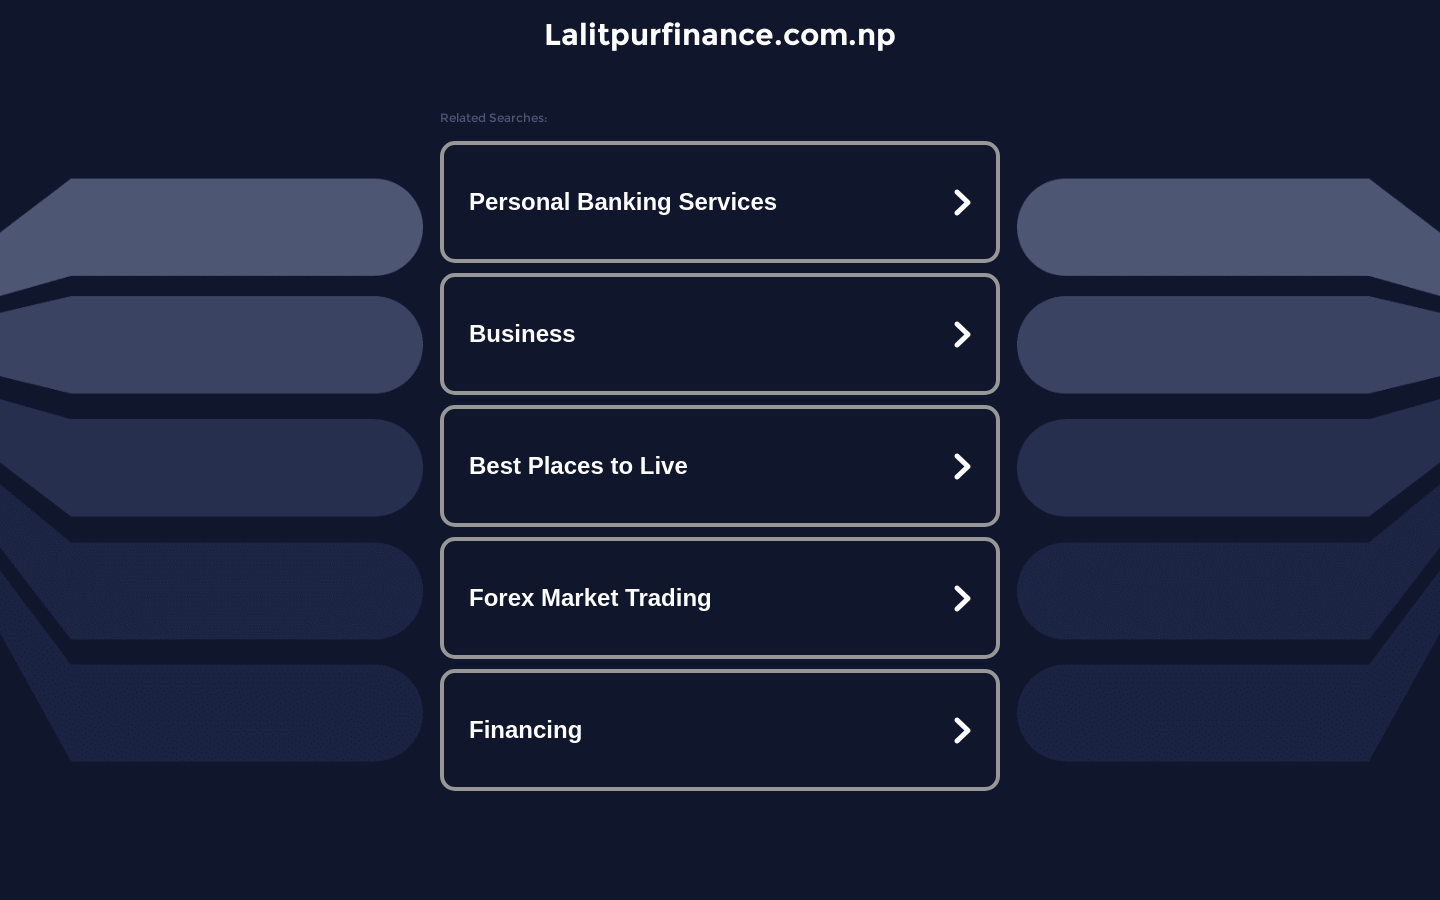 Lalitpurfinance.com.np
Related Searches:
Personal Banking Services
Business
Best Places to Live
Forex Market Trading
Financing